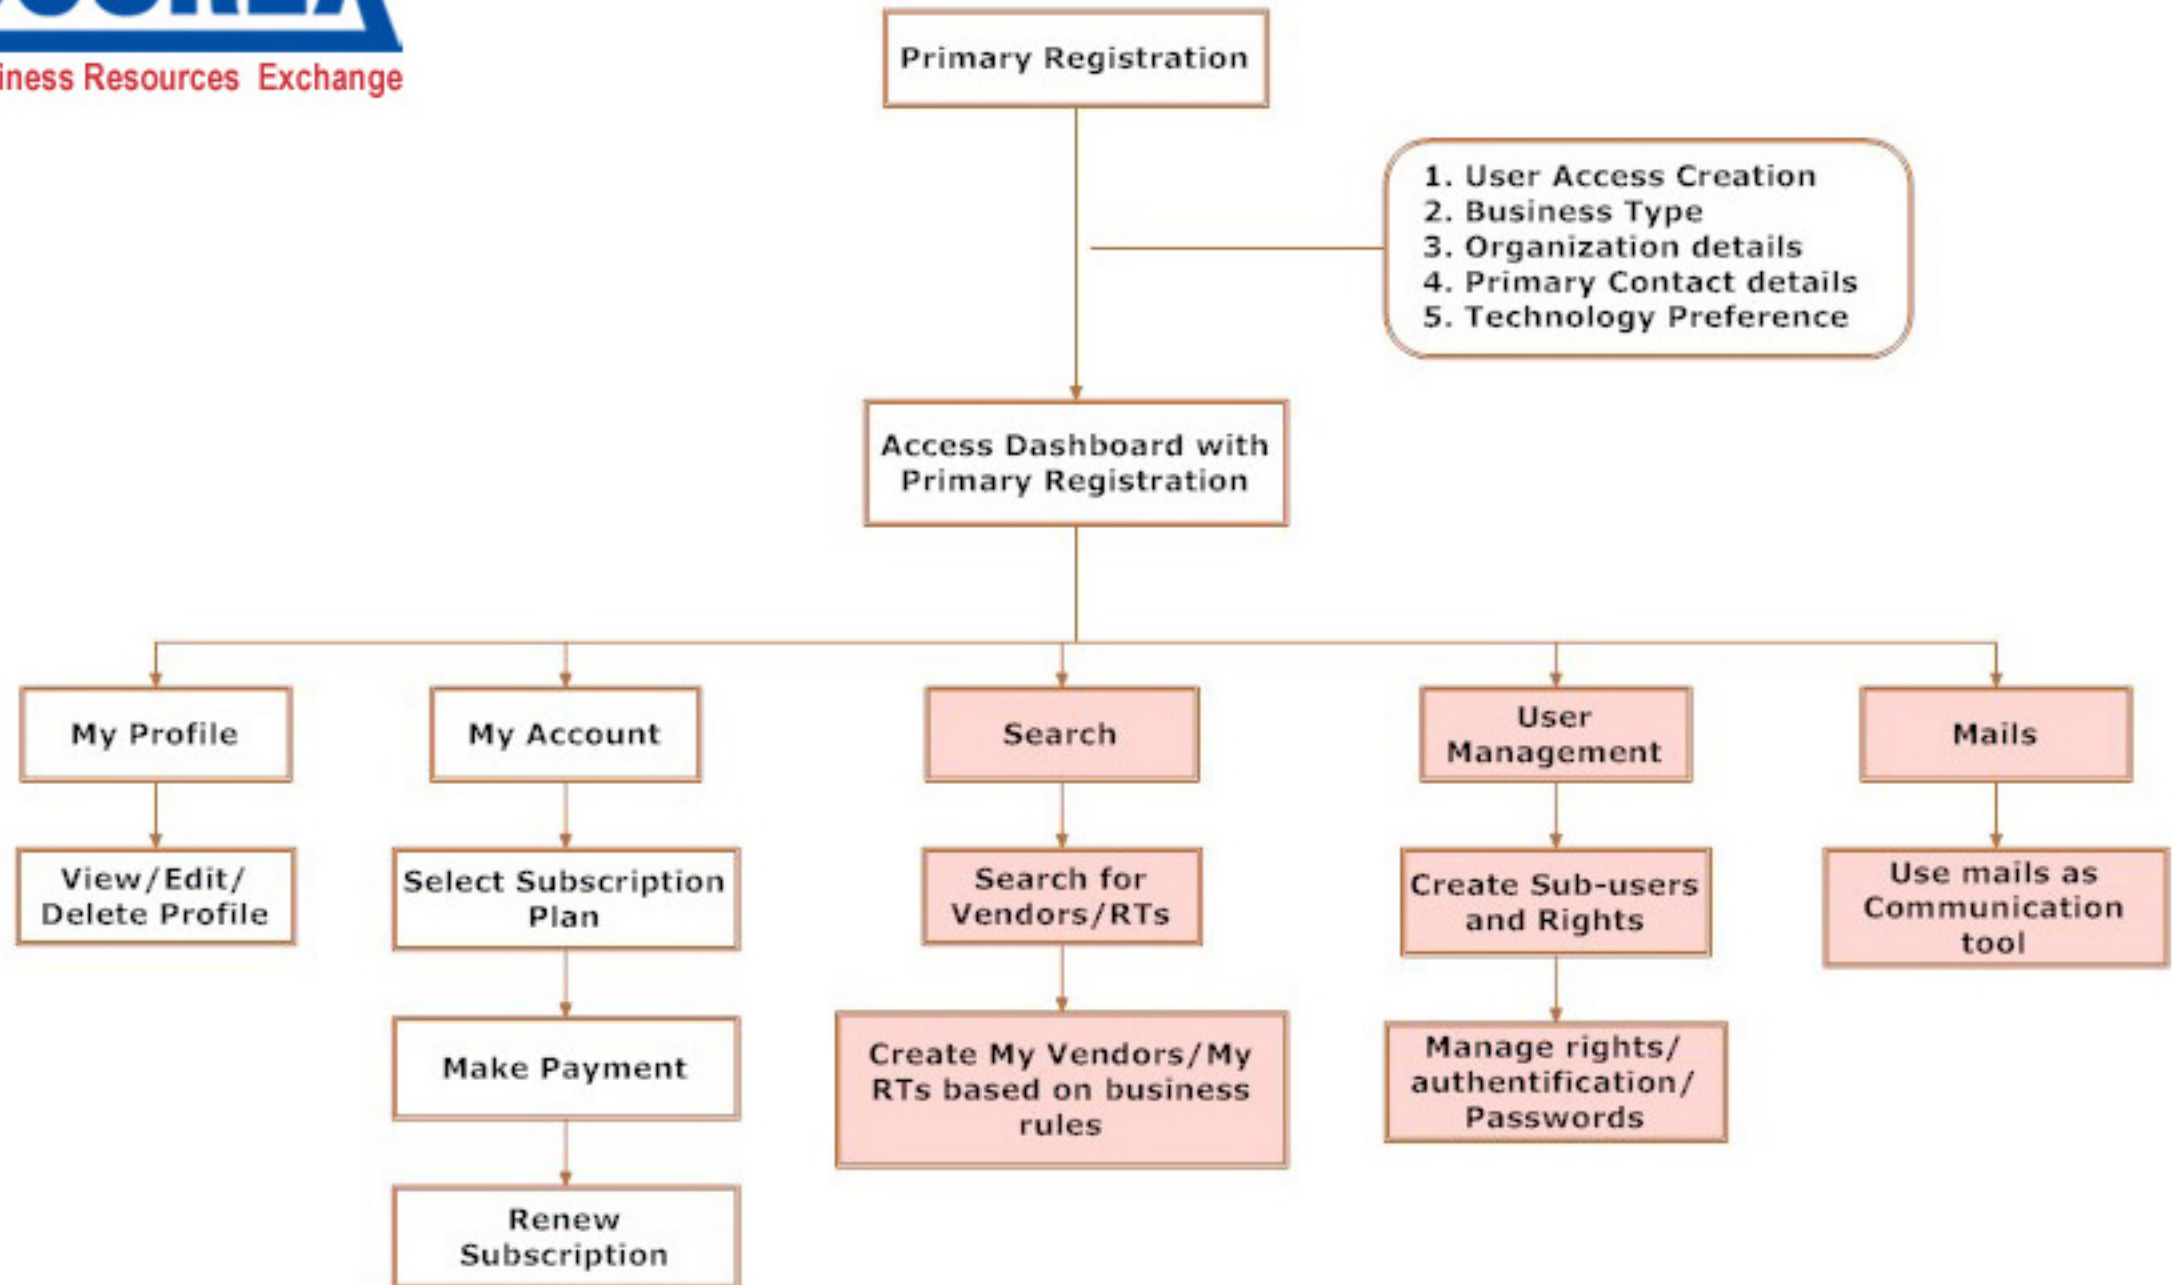 Resources Exchange
Primary Registration
1. User Access Creation
2. Business Type
3. Organization details
4. Primary Contact details
5. Technology Preference
Access Dashboard with
Primary Registration
My Profile
My Account
Search
User
Management
Mails
View/Edit/
Delete Profile
Select Subscription
Plan
Search for
Vendors/RTs
Create Sub-users
and Rights
Use mails as
Communication
tool
Make Payment
Create My Vendors/My
RTs based on business
rules
Manage rights/
authentification/
Passwords
Renew
Subscription